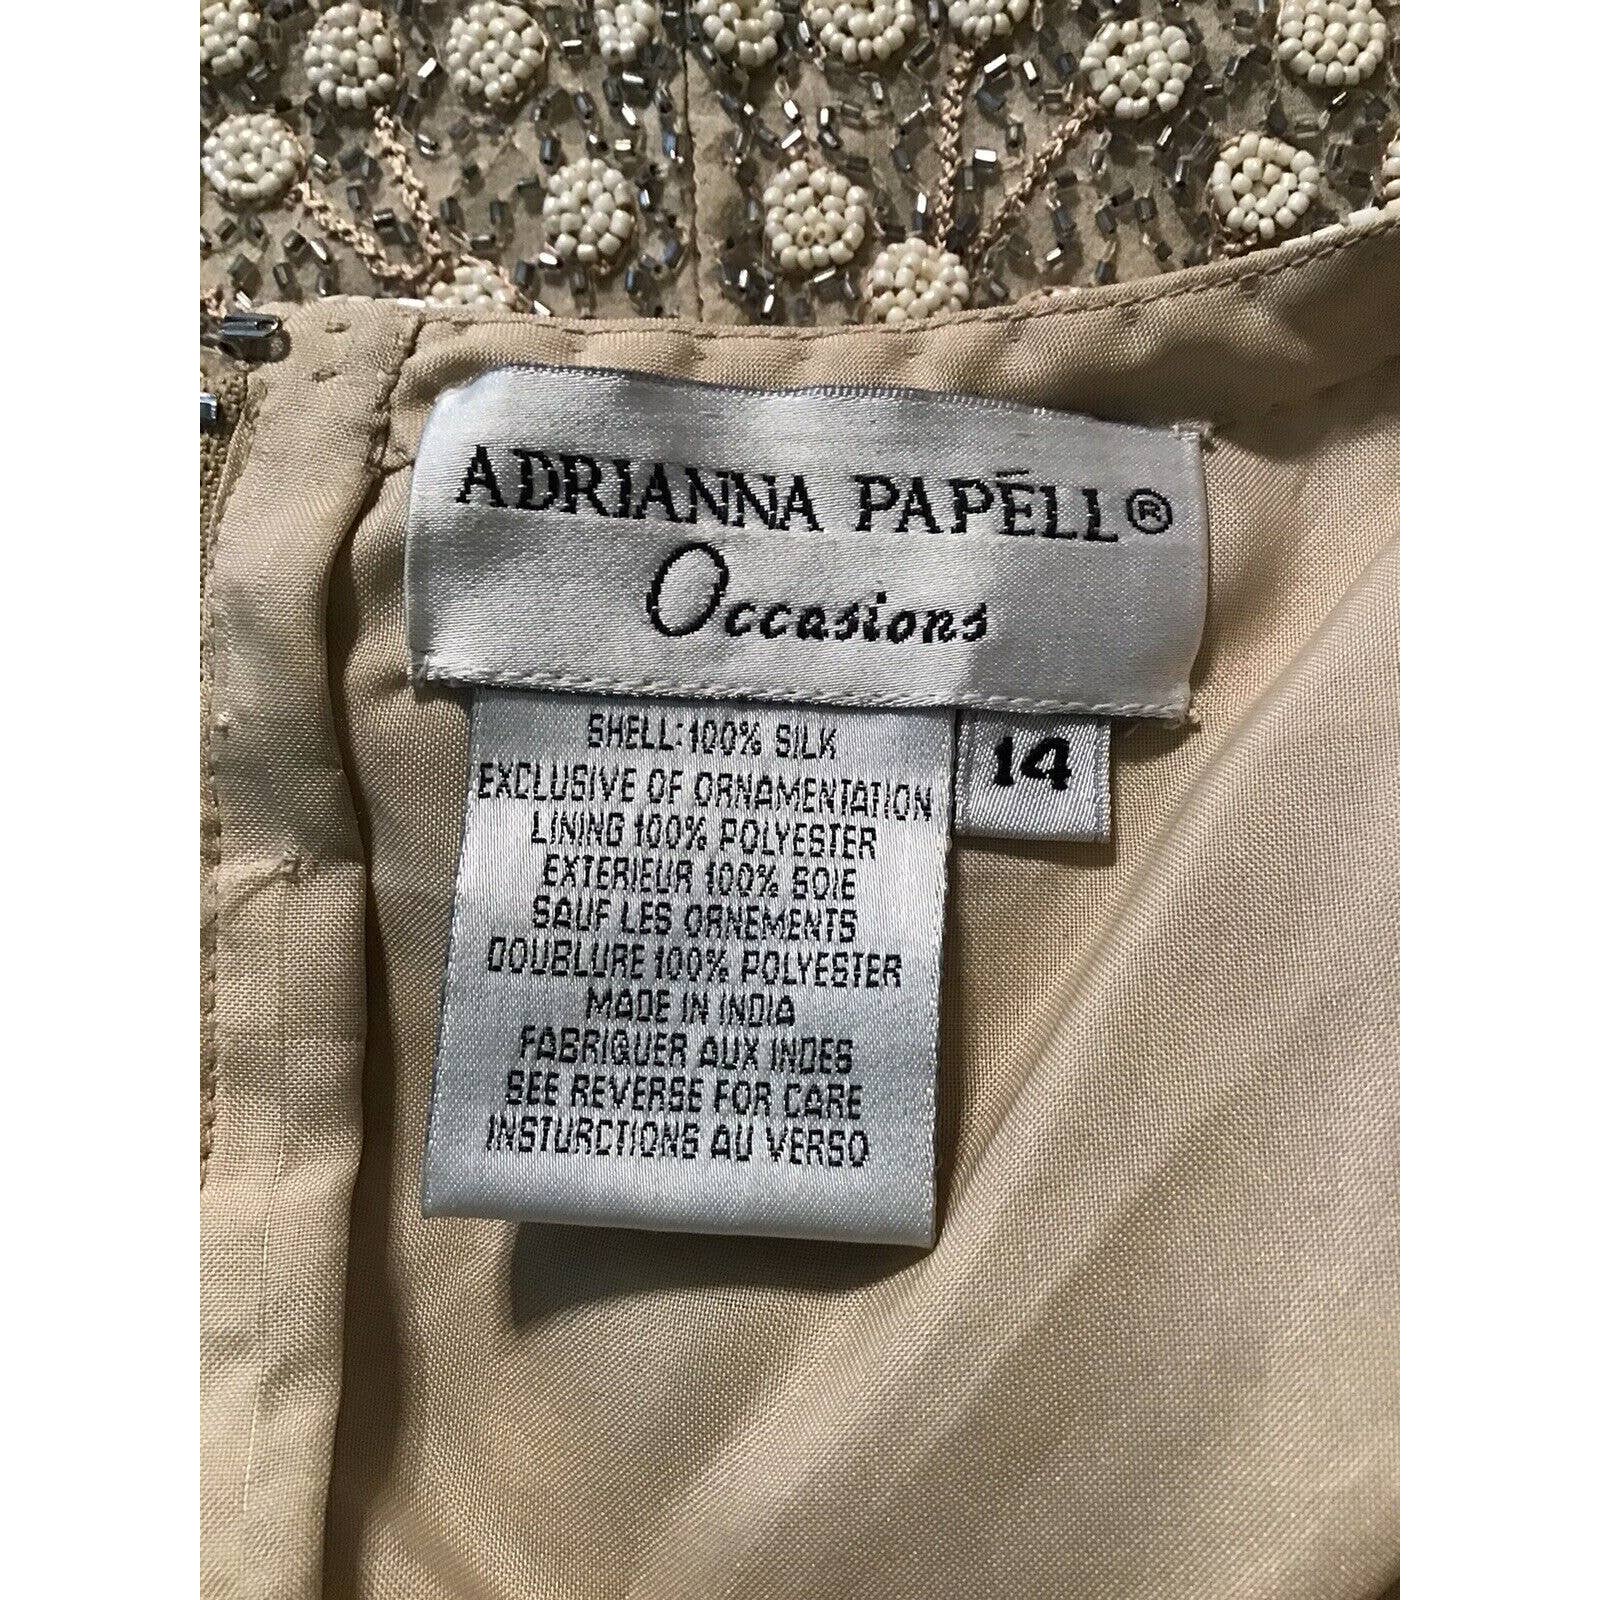 ADRIANNA PAPĒLL®
Occasions
SHELL: 100% SILK
EXCLUSIVE OF ORNAMENTATION
LINING 100% POLYESTER
EXTERIEUR 100% SOIE
SAUF LES ORNEMENTS
DOUBLURE 100% POLYESTER
MADE IN INDIA
FABRIQUER AUX INDES
SEE REVERSE FOR CARE
INSTURCTIONS AU VERSO
14